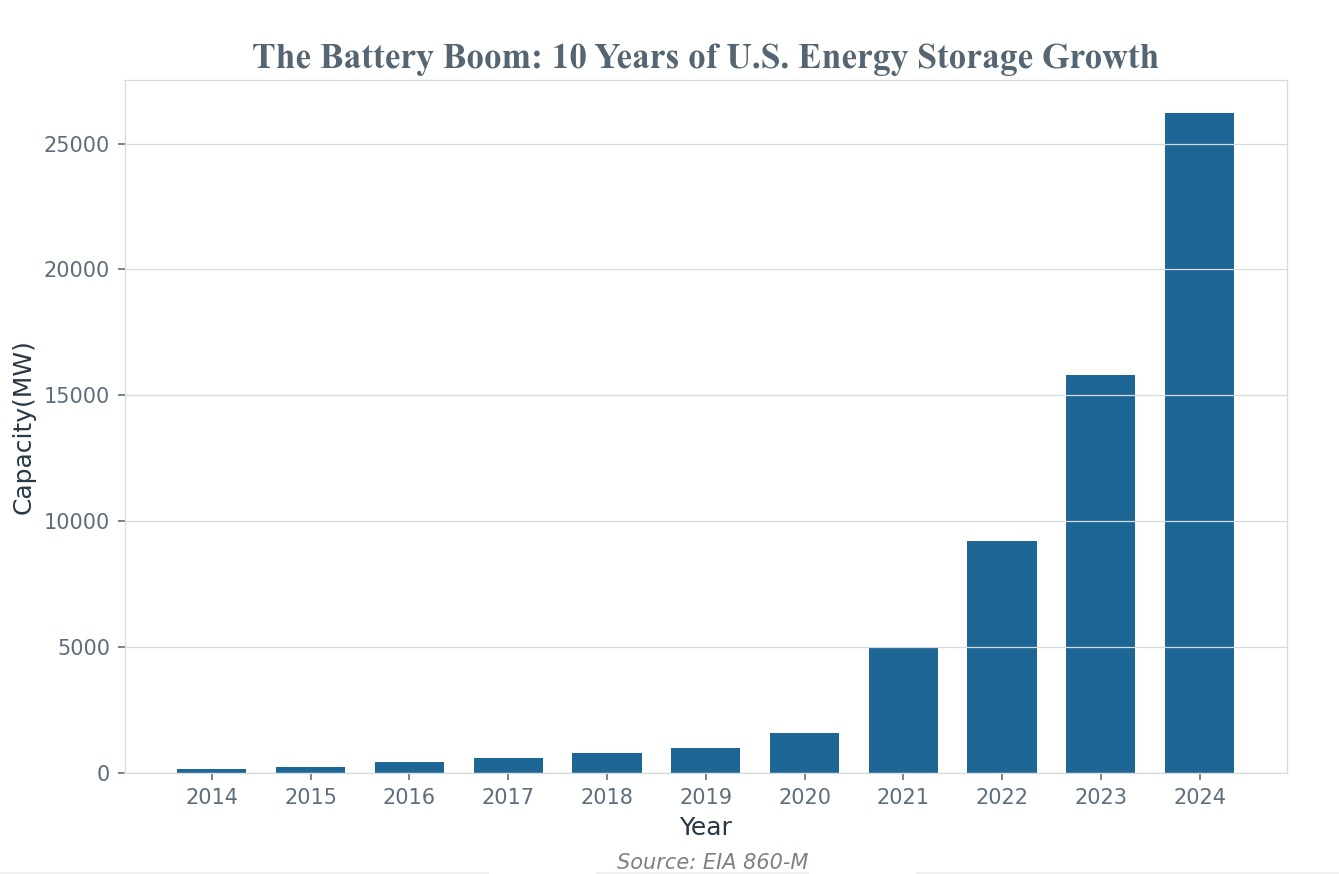 The Battery Boom: 10 Years of U.S. Energy Storage Growth
Capacity(MW)
25000
20000
15000
10000
5000
0
2014 2015 2016 2017 2018 2019 2020 2021 2022 2023 2024
Year
Source: EIA 860-M